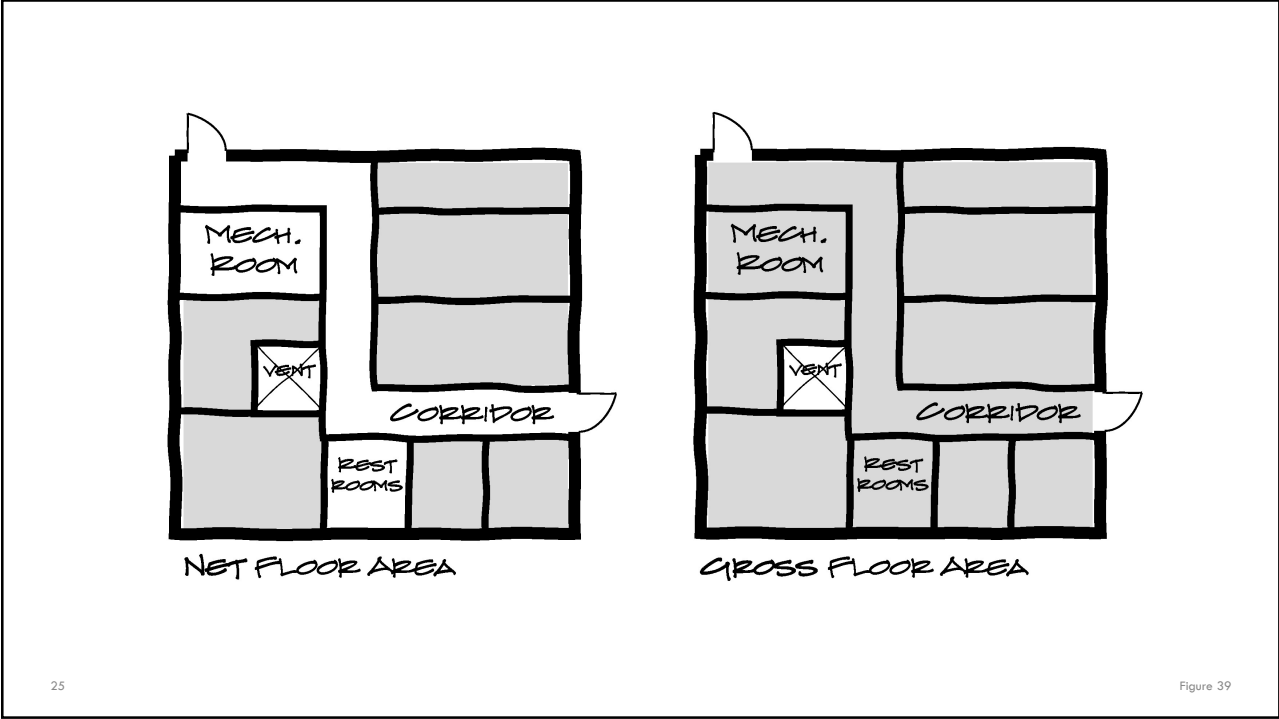 MECH.
ROOM
VENT
CORRIDOR
REST
ROOMS
NET FLOOR AREA
MECH.
ROOM
VENT
CORRIDOR
REST
ROOMS
GROSS FLOOR AREA
25
Figure 39